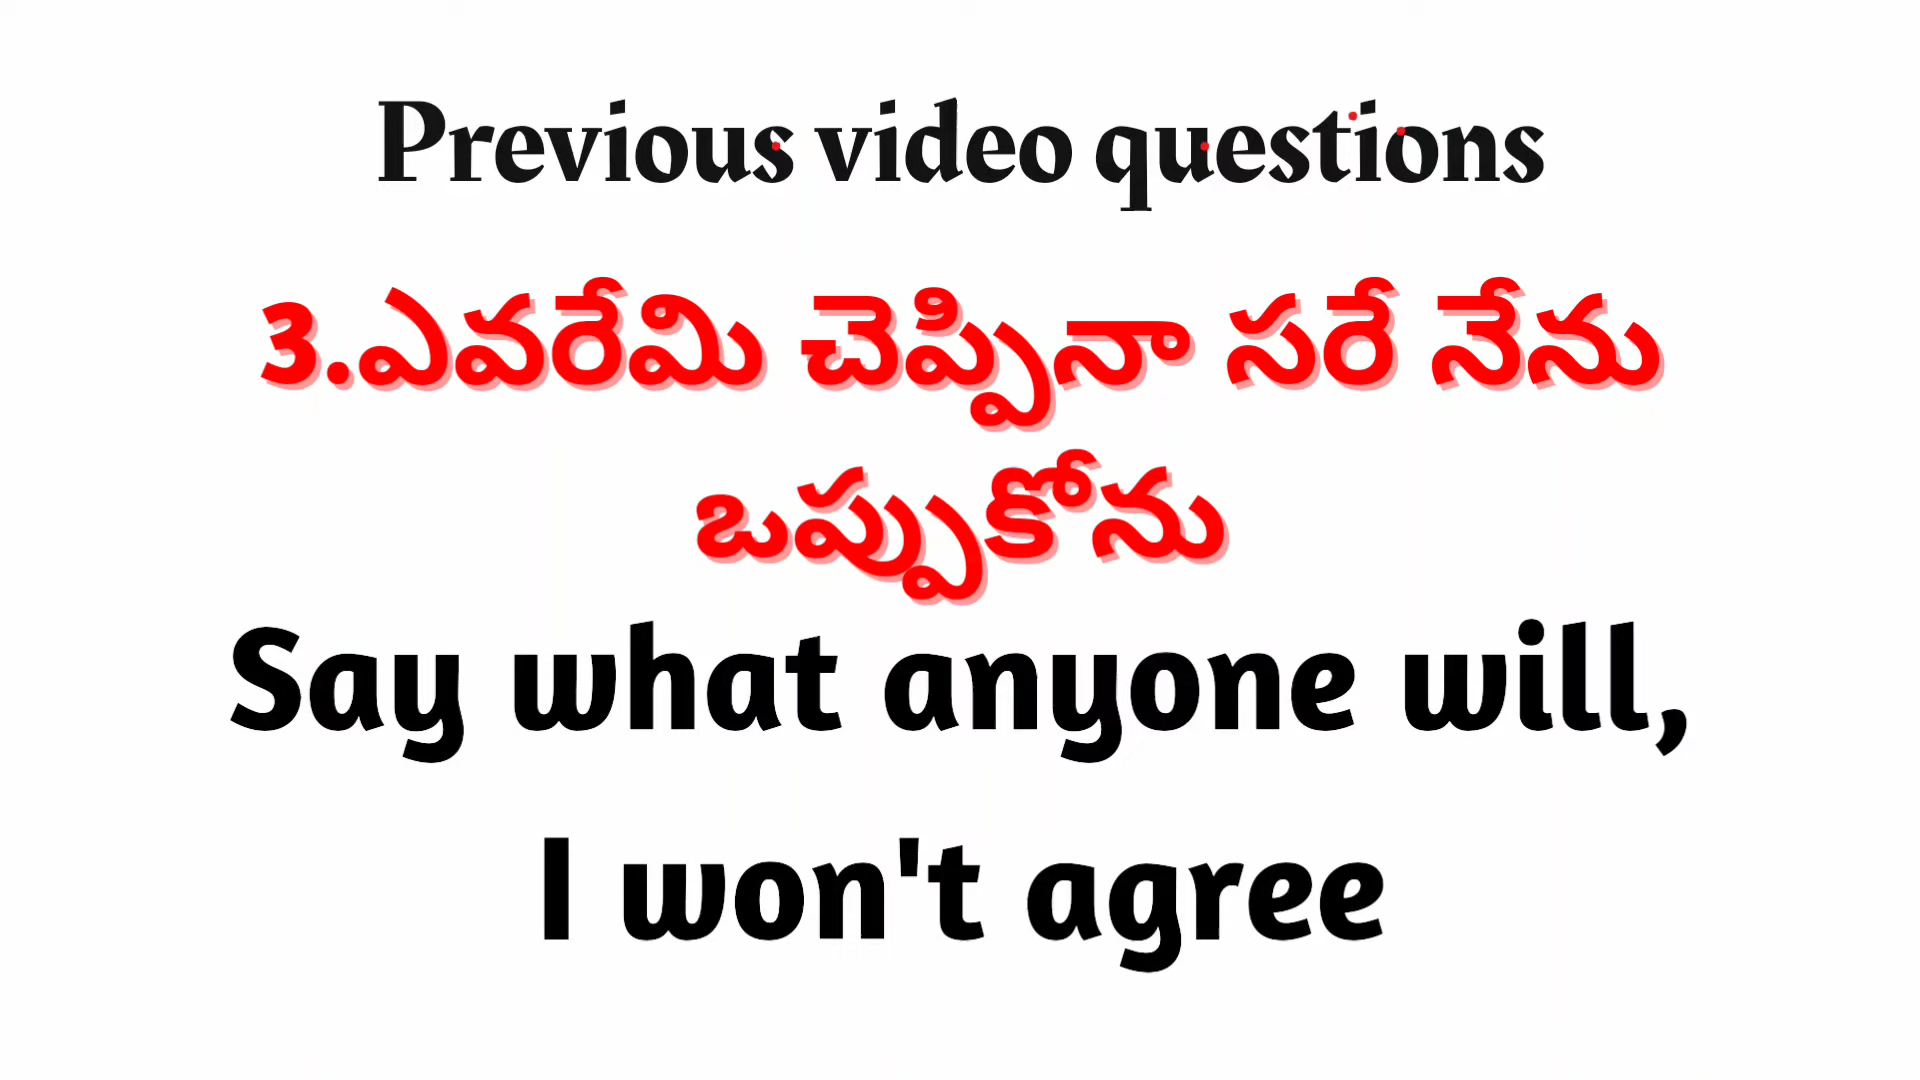 Previous video questions
3.ఎవరేమి చెప్పినా సరే నేను
ఒప్పుకోను
Say what anyone will,
I won't agree